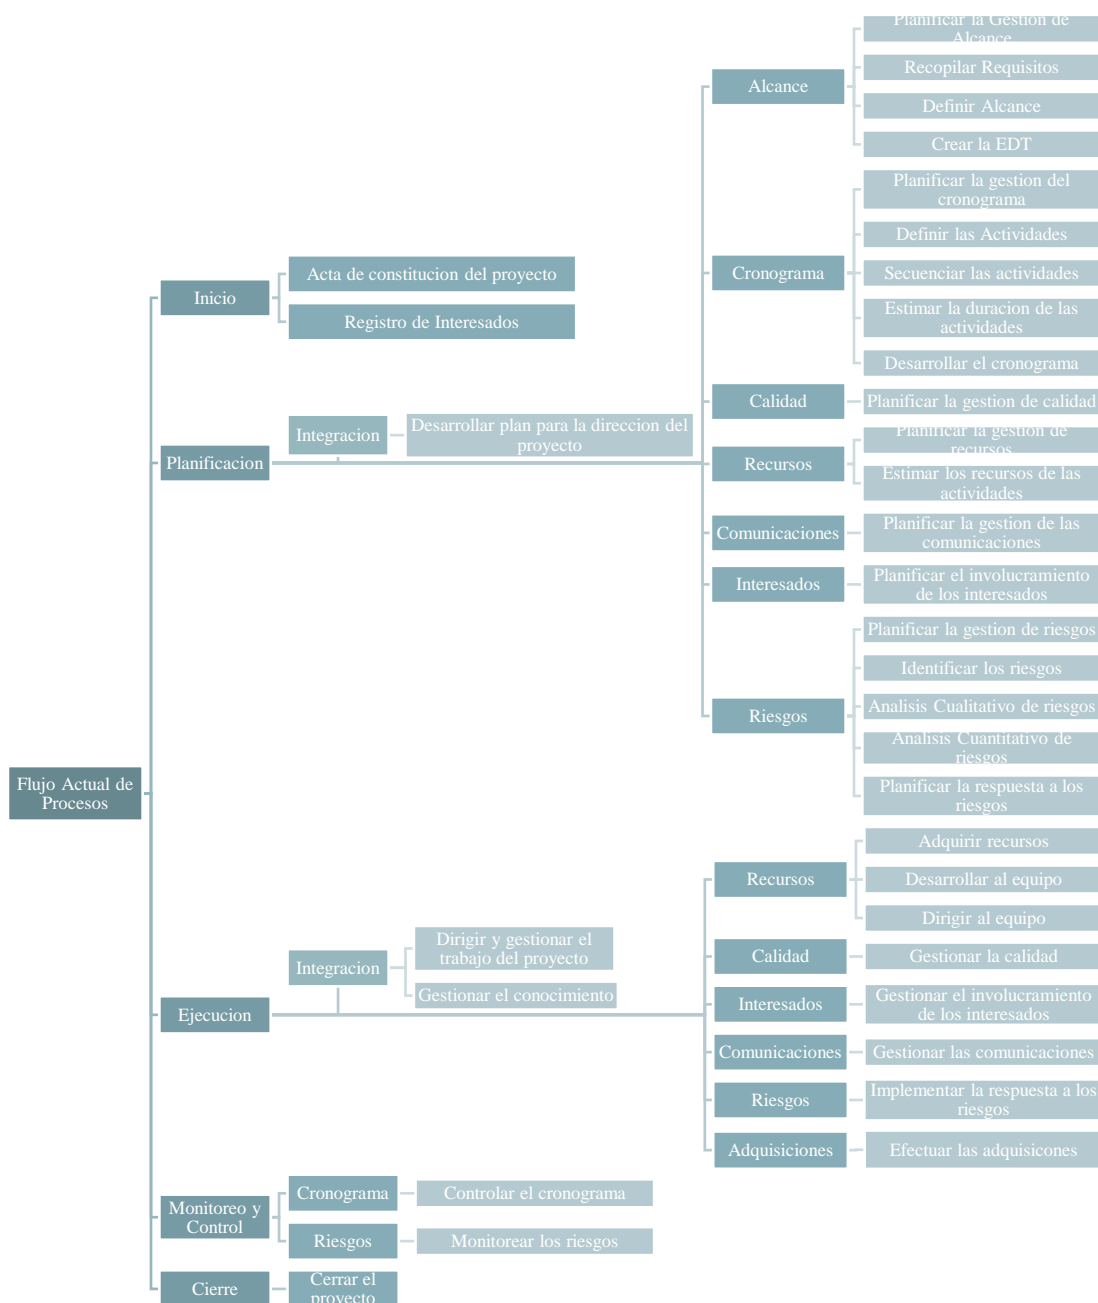 Flujo Actual de
Procesos
Inicio
Acta de constitucion del proyecto
Registro de Interesados
Planificacion
Integracion
Desarrollar plan para la direccion del
proyecto
Alcance
Planificar la Gestion de
Alcance
Recopilar Requisitos
Definir Alcance
Crear la EDT
Cronograma
Planificar la gestion del
cronograma
Definir las Actividades
Secuenciar las actividades
Estimar la duracion de las
actividades
Desarrollar el cronograma
Calidad
Planificar la gestion de calidad
Recursos
Planificar la gestion de
recursos
Estimar los recursos de las
actividades
Comunicaciones
Planificar la gestion de las
comunicaciones
Interesados
Planificar el involucramiento
de los interesados
Riesgos
Planificar la gestion de riesgos
Identificar los riesgos
Analisis Cualitativo de riesgos
Analisis Cuantitativo de
riesgos
Planificar la respuesta a los
riesgos
Ejecucion
Integracion
Dirigir y gestionar el
trabajo del proyecto
Gestionar el conocimiento
Recursos
Adquirir recursos
Desarrollar al equipo
Dirigir al equipo
Calidad
Gestionar la calidad
Interesados
Gestionar el involucramiento
de los interesados
Comunicaciones
Gestionar las comunicaciones
Riesgos
Implementar la respuesta a los
riesgos
Adquisiciones
Efectuar las adquisicones
Monitoreo y
Control
Cronograma
Controlar el cronograma
Riesgos
Monitorear los riesgos
Cierre
Cerrar el
proyecto